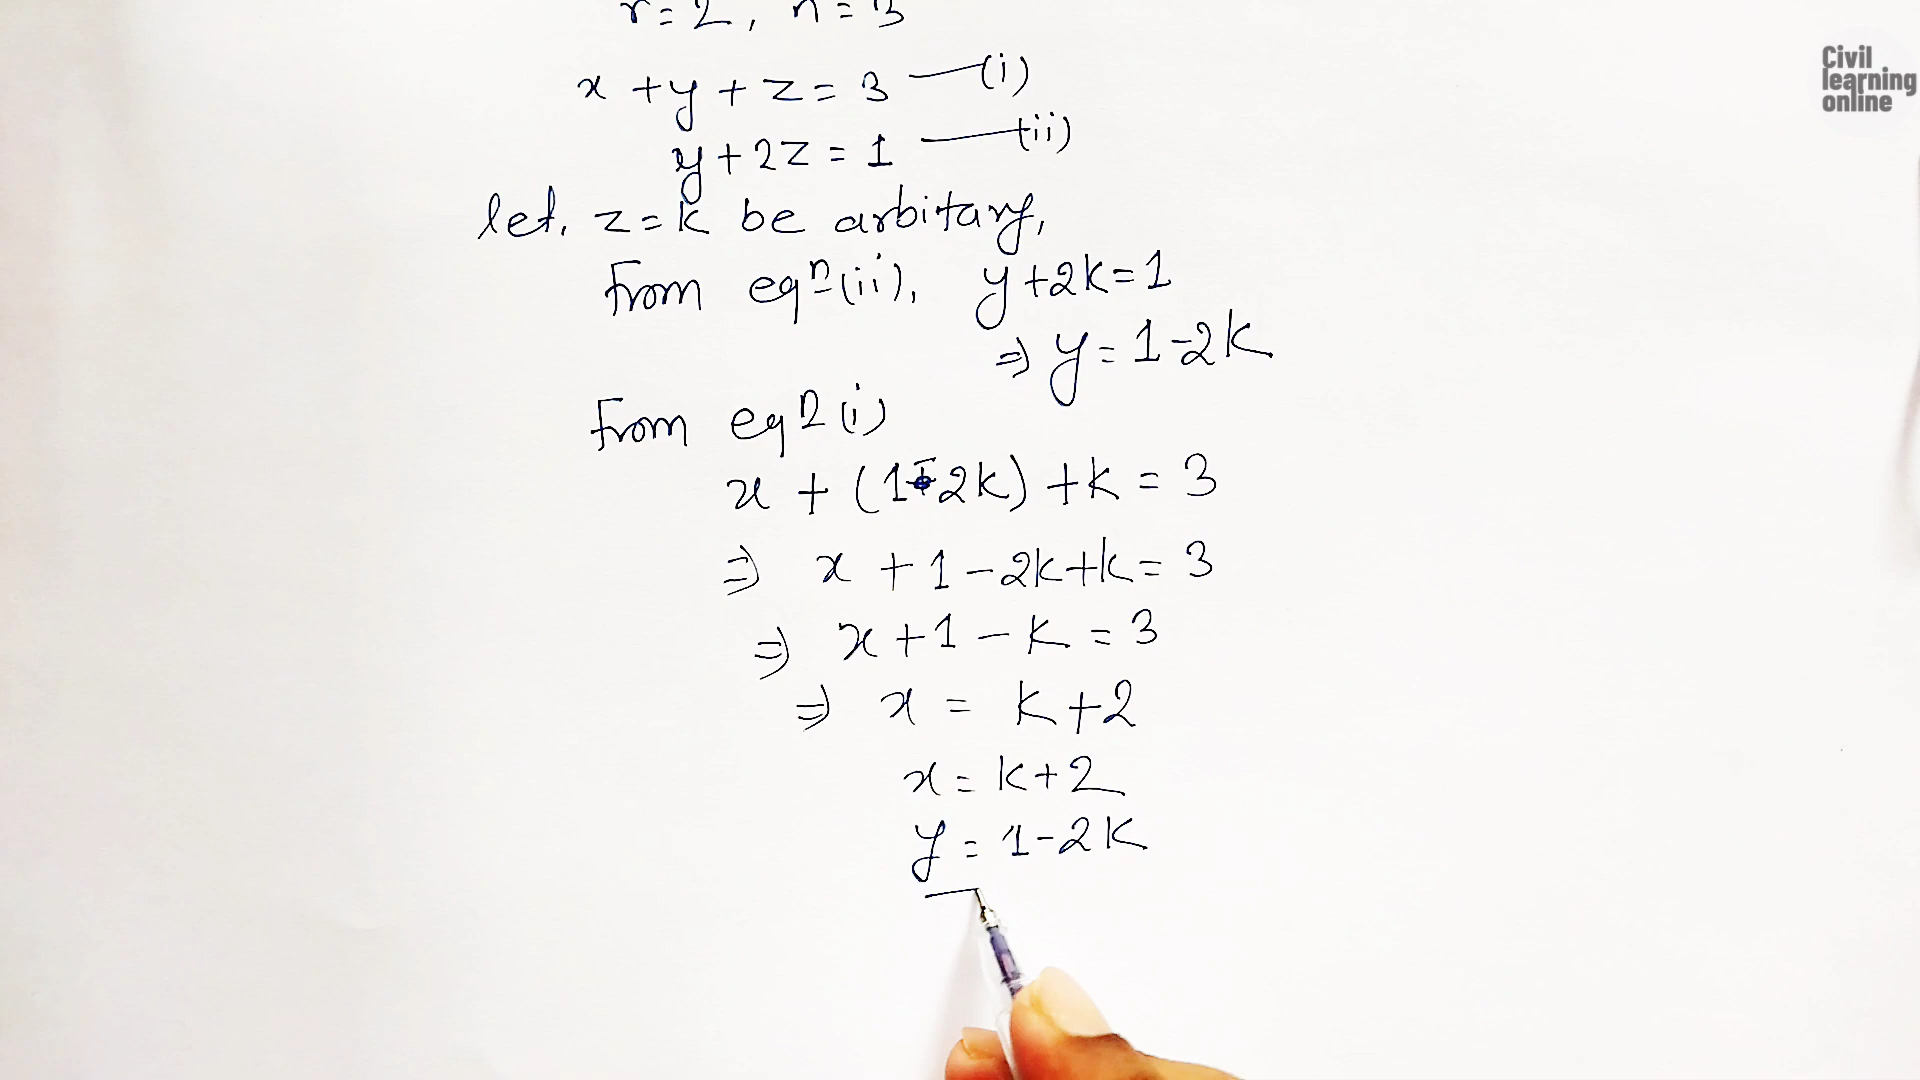 r = 2, n = 3
x + y + z = 3 —(i)
y + 2z = 1 —(ii)
let, z = k be arbitary,
From eqn (ii), y + 2k = 1
⇒ y = 1 - 2k
From eqn (i)
x + (1 - 2k) + k = 3
⇒ x + 1 - 2k + k = 3
⇒ x + 1 - k = 3
⇒ x = k + 2
x = k + 2
y = 1 - 2k
Civil
learning
online